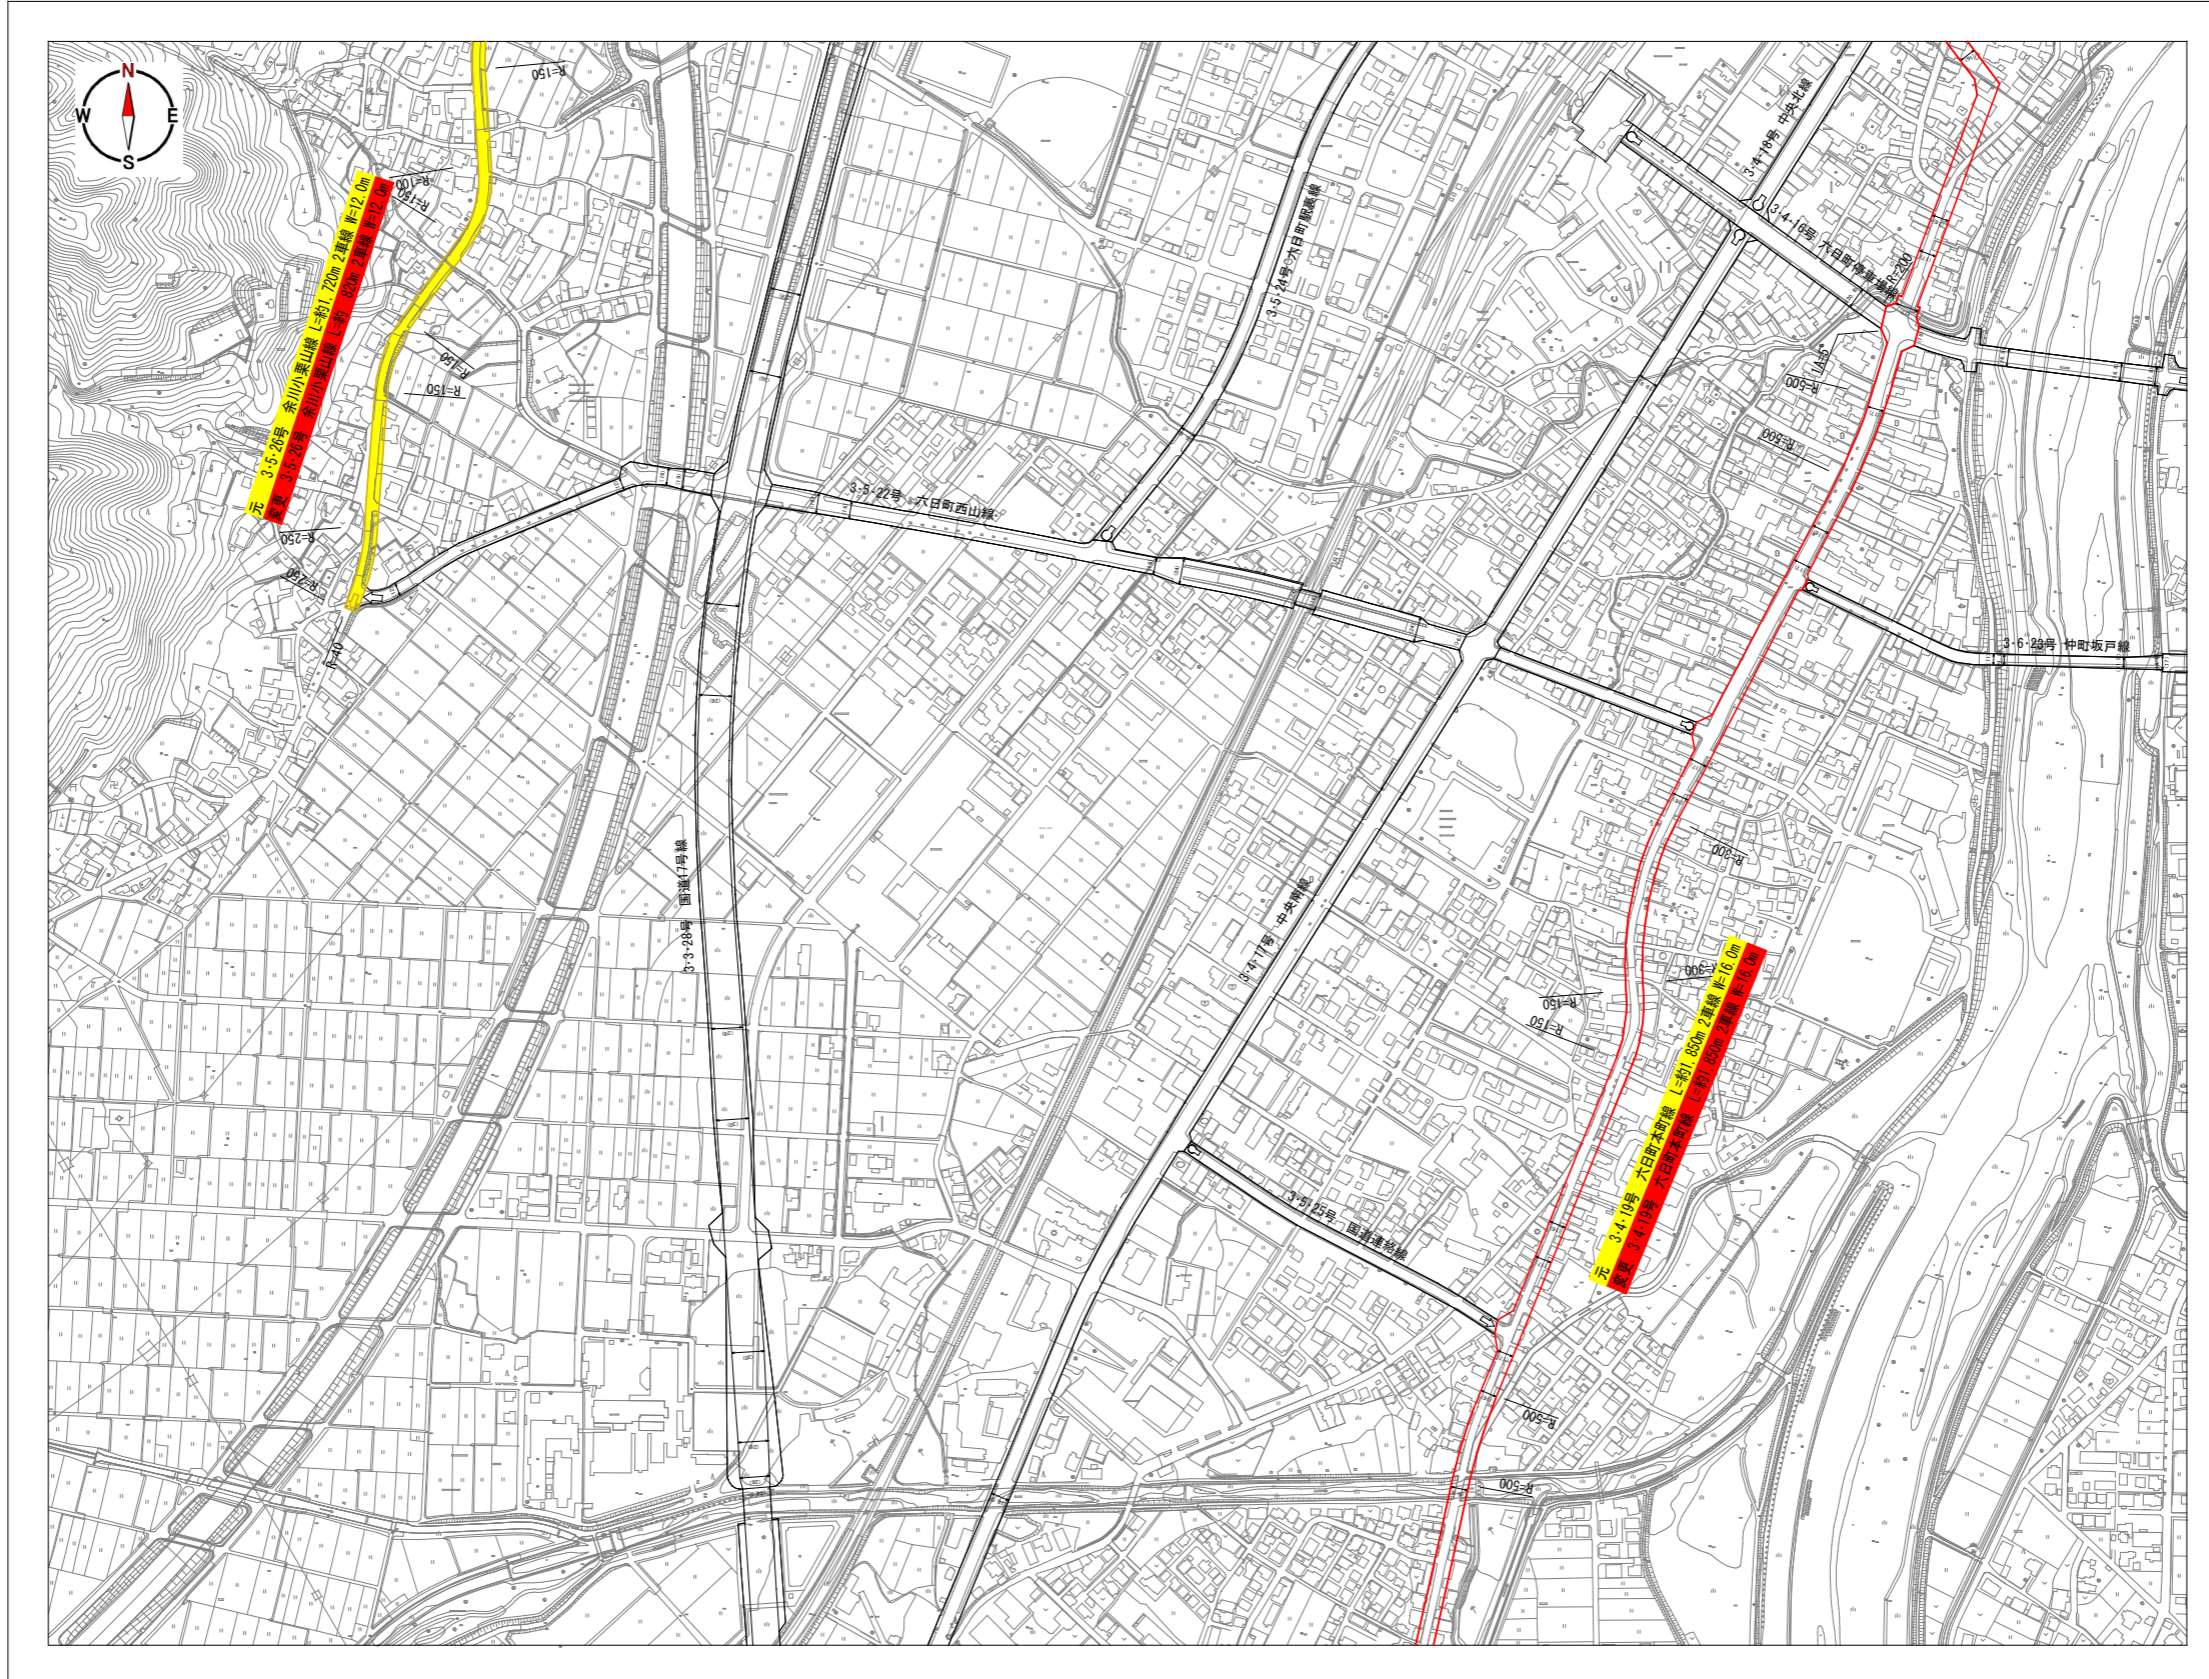 N
W
E
S
R=150
R=100
R=150
元 3・5・26号 余川小栗山線 L=約1,720m 2車線 W=12.0m
変更 3・5・26号 余川小栗山線 L=約 820m 2車線 W=12.0m
R=150
R=150
R=250
R=250
R=40
3・4・18号 中央北線
3・4・16号 六日町停車場線
R=200
3・5・24号 六日町駅裏線
R=500
R=500
3・5・22号 六日町西山線
3・6・23号 仲町坂戸線
3・3・28号 国道17号線
3・4・17号 中央南線
R=300
R=300
R=150
R=150
元 3・4・19号 六日町本町線 L=約1,850m 2車線 W=16.0m
変更 3・4・19号 六日町本町線 L=約1,850m 2車線 W=16.0m
3・5・25号 国道連絡線
R=500
R=500